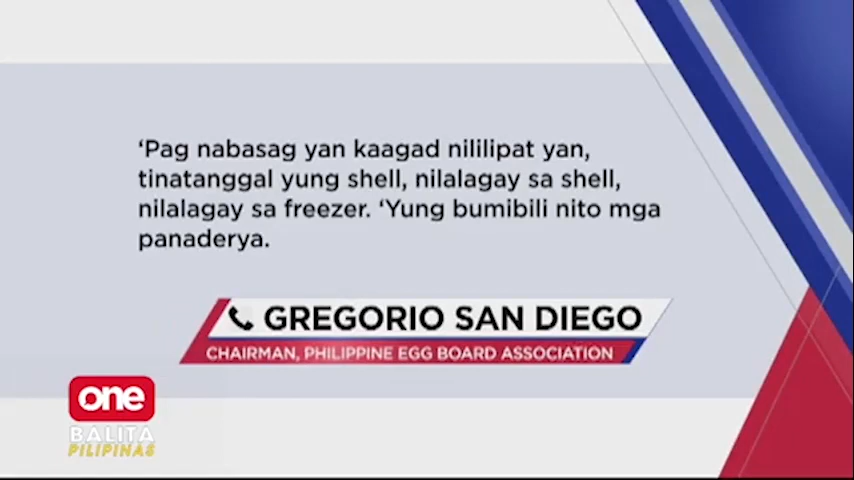 ‘Pag nabasag yan kaagad nililipat yan,
tinatanggal yung shell, nilalagay sa shell,
nilalagay sa freezer. ‘Yung bumibili nito mga
panaderya.
GREGORIO SAN DIEGO
CHAIRMAN, PHILIPPINE EGG BOARD ASSOCIATION
one
BALITA
PILIPINAS